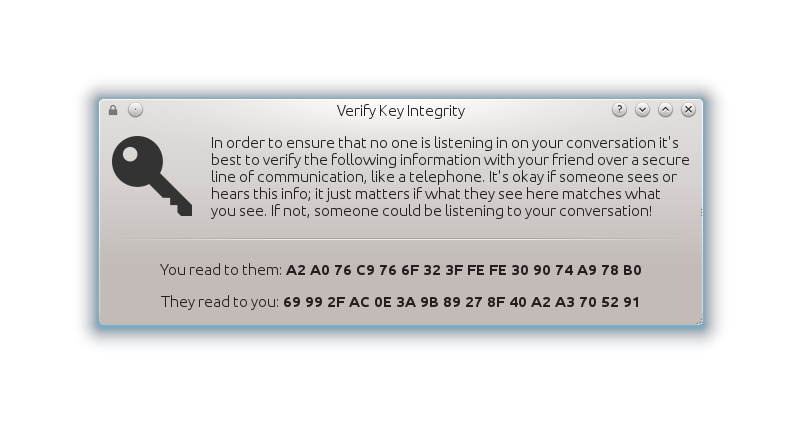 Verify Key Integrity
In order to ensure that no one is listening in on your conversation it's
best to verify the following information with your friend over a secure
line of communication, like a telephone. It's okay if someone sees or
hears this info; it just matters if what they see here matches what
you see. If not, someone could be listening to your conversation!
You read to them: A2 A0 76 C9 76 6F 32 3F FE FE 30 90 74 A9 78 B0
They read to you: 69 99 2F AC 0E 3A 9B 89 27 8F 40 A2 A3 70 52 91